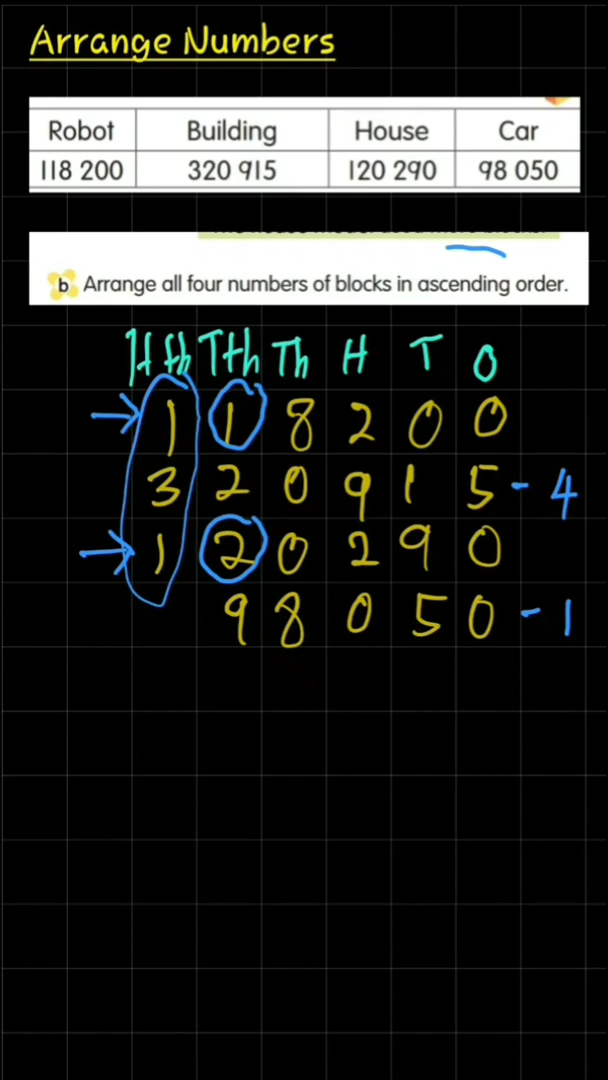 Arrange Numbers
Robot Building House Car
118 200 320 915 120 290 98 050
b Arrange all four numbers of blocks in ascending order.
H th Tth Th H T O
1 1 8 2 0 0
3 2 0 9 1 5 - 4
1 2 0 2 9 0
9 8 0 5 0 - 1